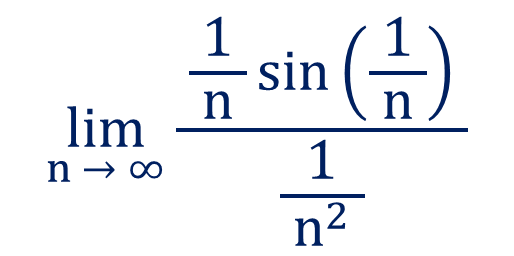 lim n → ∞ 1/n sin (1/n) / 1/n²